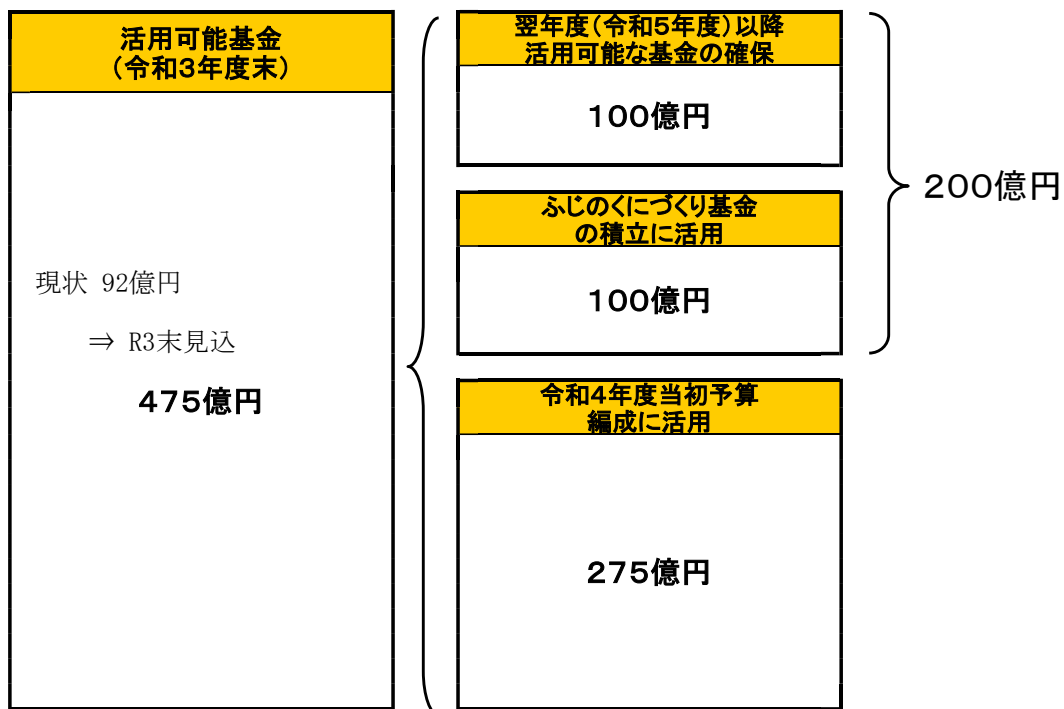 活用可能基金
(令和3年度末)
現状 92億円
⇒ R3末見込
475億円
翌年度(令和5年度)以降
活用可能な基金の確保
100億円
ふじのくにづくり基金
の積立に活用
100億円
200億円
令和4年度当初予算
編成に活用
275億円